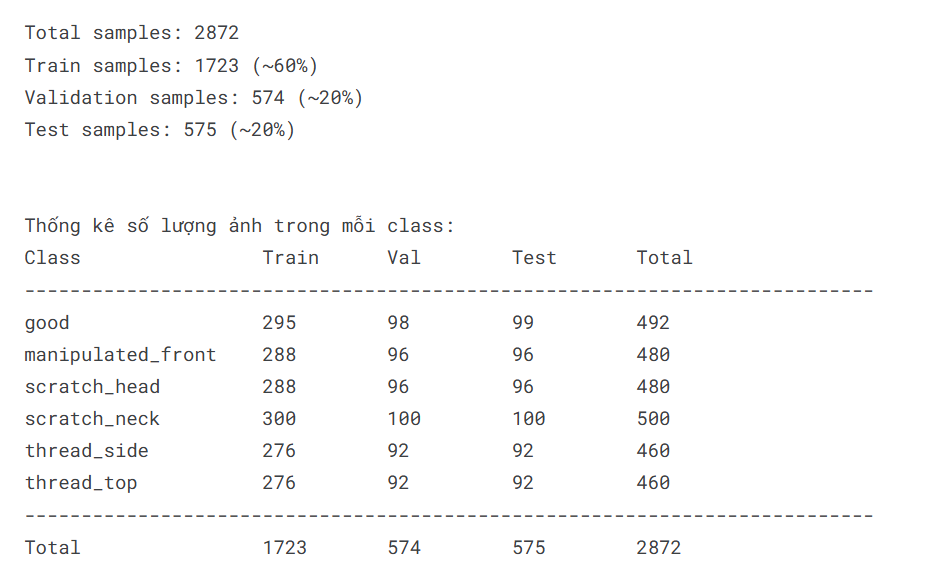 Total samples: 2872
Train samples: 1723 (~60%)
Validation samples: 574 (~20%)
Test samples: 575 (~20%)
Thống kê số lượng ảnh trong mỗi class:
Class Train Val Test Total
---------------------------------------------------------------------------
good 295 98 99 492
manipulated_front 288 96 96 480
scratch_head 288 96 96 480
scratch_neck 300 100 100 500
thread_side 276 92 92 460
thread_top 276 92 92 460
---------------------------------------------------------------------------
Total 1723 574 575 2872